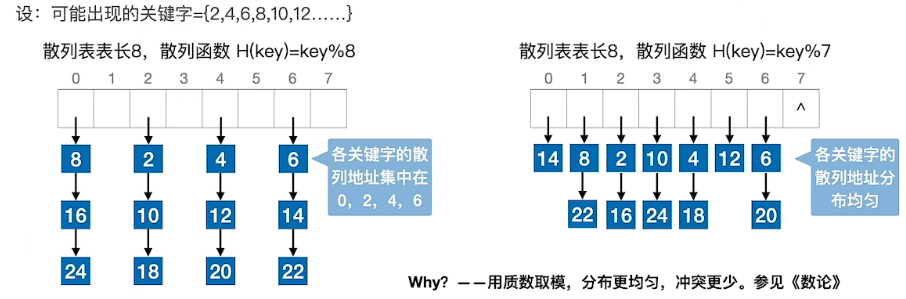 设：可能出现的关键字={2,4,6,8,10,12……}
散列表表长8，散列函数 H(key)=key%8
0 1 2 3 4 5 6 7
8 2 4 6
16 10 12 14
24 18 20 22
各关键字的散
列地址集中在
0，2，4，6
散列表表长8，散列函数 H(key)=key%7
0 1 2 3 4 5 6 7
^
14 8 2 10 4 12 6
22 16 24 18 20
各关键字的
散列地址分
布均匀
Why？——用质数取模，分布更均匀，冲突更少。参见《数论》